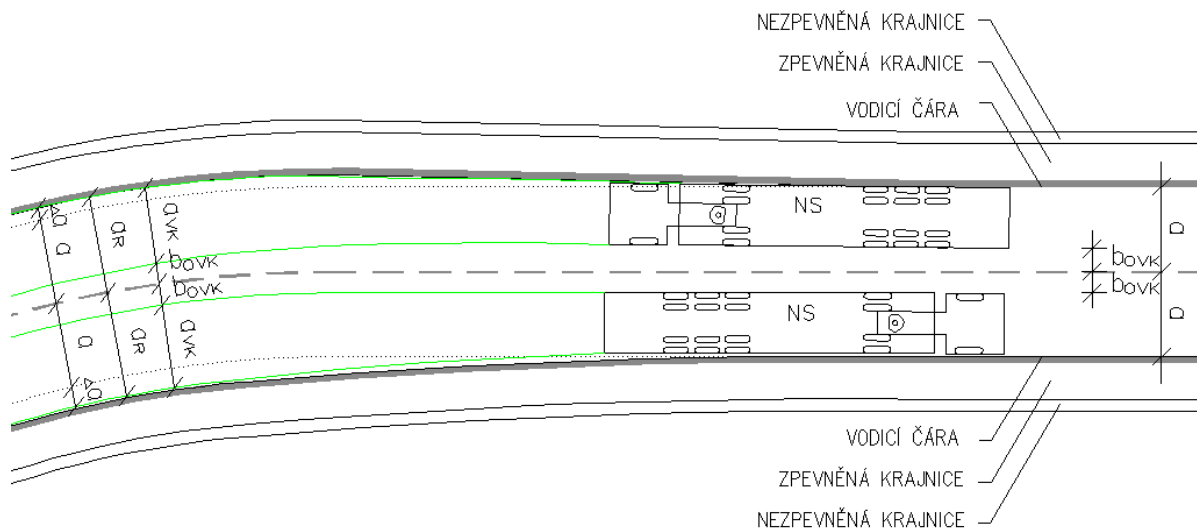 NEZPEVNĚNÁ KRAJNICE
ZPEVNĚNÁ KRAJNICE
VODICÍ ČÁRA
NS
Δa
a
aR
aVK
bOVK
bOVK
a
aR
aVK
Δa
a
bOVK
bOVK
a
NS
VODICÍ ČÁRA
ZPEVNĚNÁ KRAJNICE
NEZPEVNĚNÁ KRAJNICE